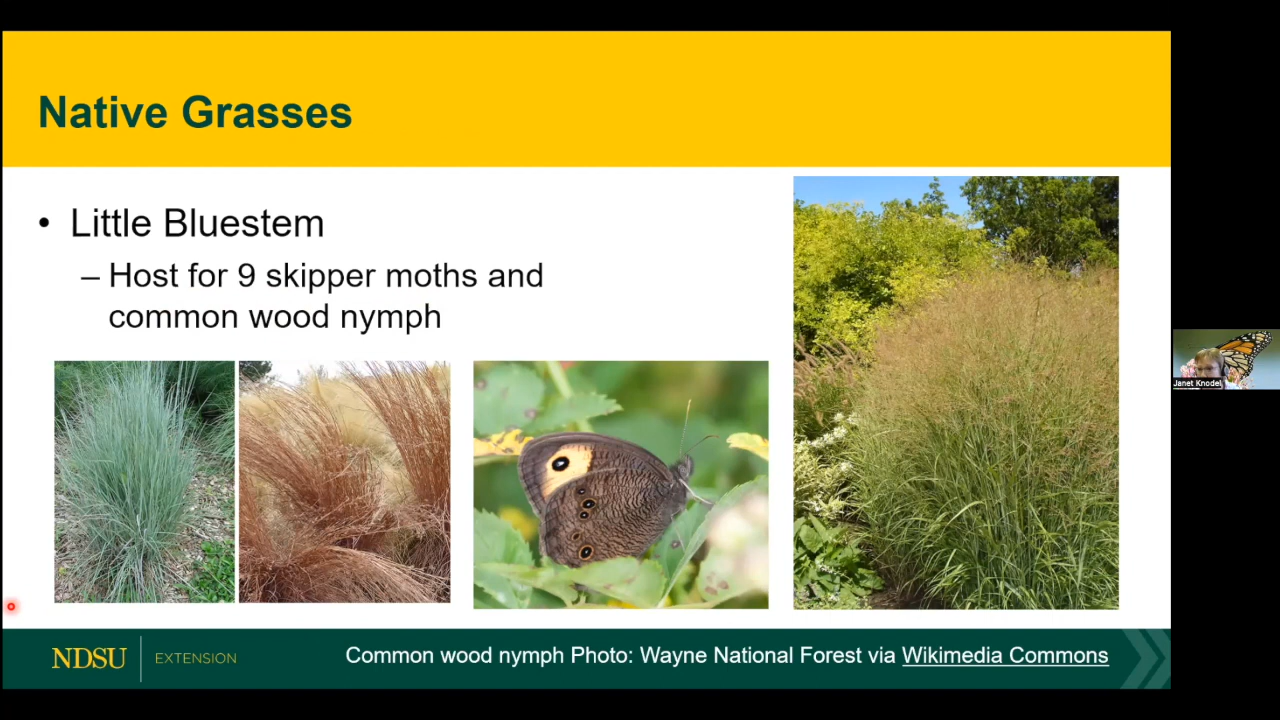 Native Grasses
• Little Bluestem
– Host for 9 skipper moths and
common wood nymph
Janet Knodel
NDSU EXTENSION
Common wood nymph Photo: Wayne National Forest via Wikimedia Commons